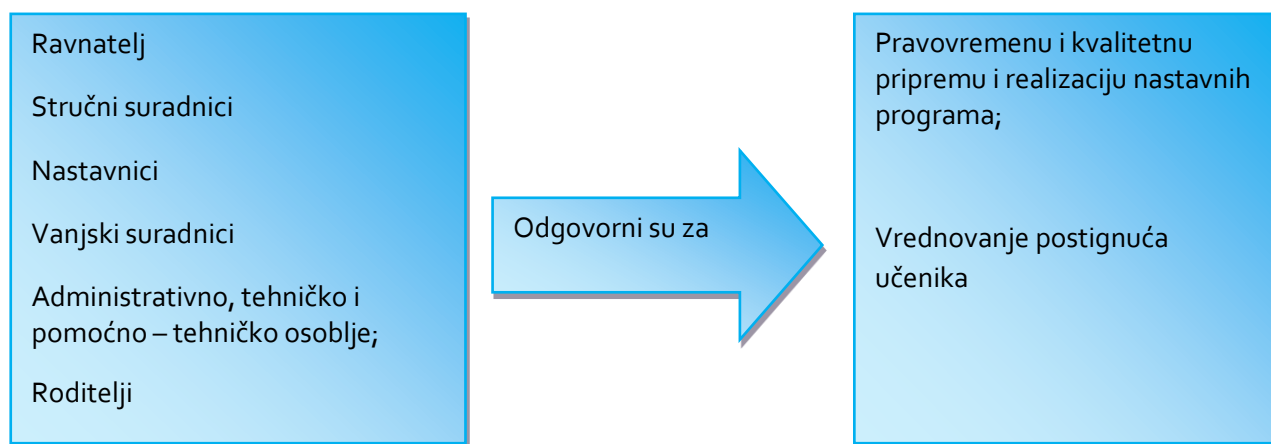 Ravnatelj
Stručni suradnici
Nastavnici
Vanjski suradnici
Administrativno, tehničko i
pomoćno – tehničko osoblje;
Roditelji
Odgovorni su za
Pravovremenu i kvalitetnu
pripremu i realizaciju nastavnih
programa;
Vrednovanje postignuća
učenika